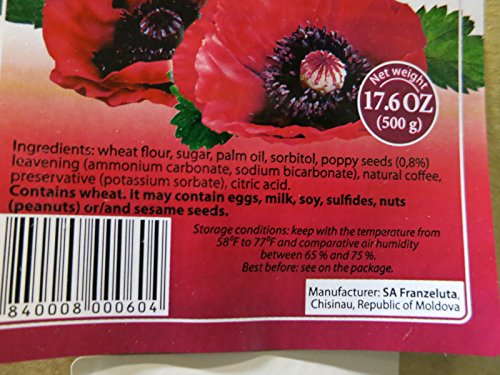 Net weight
17.6 OZ
(500 g)
Ingredients: wheat flour, sugar, palm oil, sorbitol, poppy seeds (0,8%)
leavening (ammonium carbonate, sodium bicarbonate), natural coffee,
preservative (potassium sorbate), citric acid.
Contains wheat. it may contain eggs, milk, soy, sulfides, nuts
(peanuts) or/and sesame seeds.
Storage conditions: keep with the temperature from
58°F to 77°F and comparative air humidity
between 65 % and 75 %.
Best before: see on the package.
Manufacturer: SA Franzeluta,
Chisinau, Republic of Moldova
840008 000604